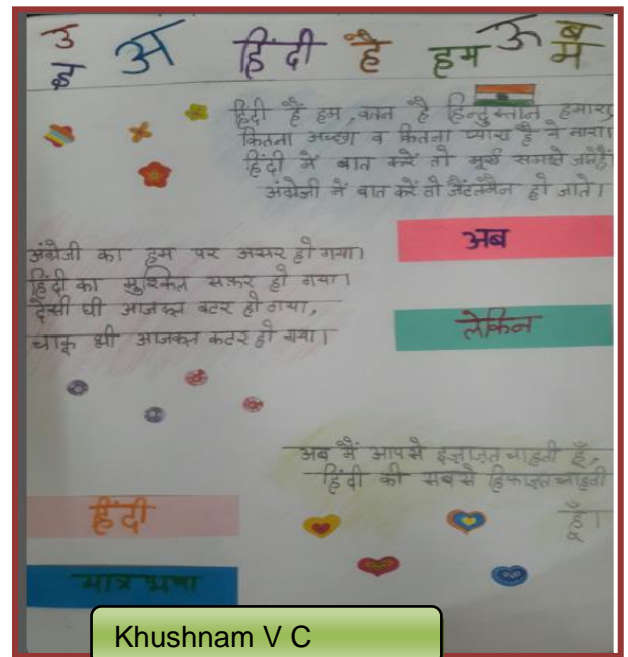 उ अ हिंदी है हम ऊ ब
इ म
हिंदी हैं हम, वतन है हिन्दुस्तान हमारा,
कितना अच्छा व कितना प्यारा है ये नारा।
हिंदी में बात करें तो मूर्ख समझे जाते हैं।
अंग्रेजी में बात करें तो जैंटलमैन हो जाते।
अब
अंग्रेजी का हम पर असर हो गया।
हिंदी का मुश्किल सफ़र हो गया।
देसी घी आजकल बटर हो गया,
चाकू भी आजकल कटर हो गया।
लेकिन
अब मैं आपसे इज़ाज़त चाहती हूँ,
हिंदी की सबसे हिफाज़त चाहती
हूँ।
हिंदी
मात्र भाषा
Khushnam V C